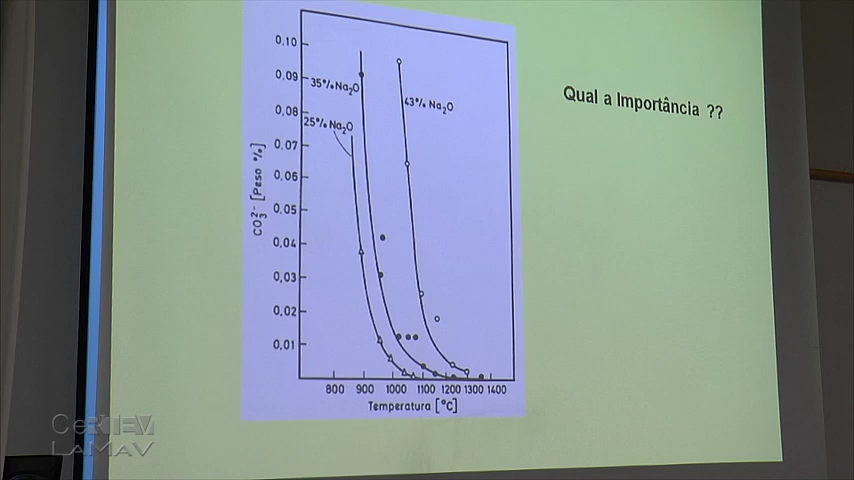 0,10
0,09
0,08
0,07
0,06
0,05
0,04
0,03
0,02
0,01
CO₃²⁻ [Peso %]
35% Na₂O
25% Na₂O
43% Na₂O
800 900 1000 1100 1200 1300 1400
Temperatura [°C]
Qual a Importância ??
CeRTEV
LaMaV